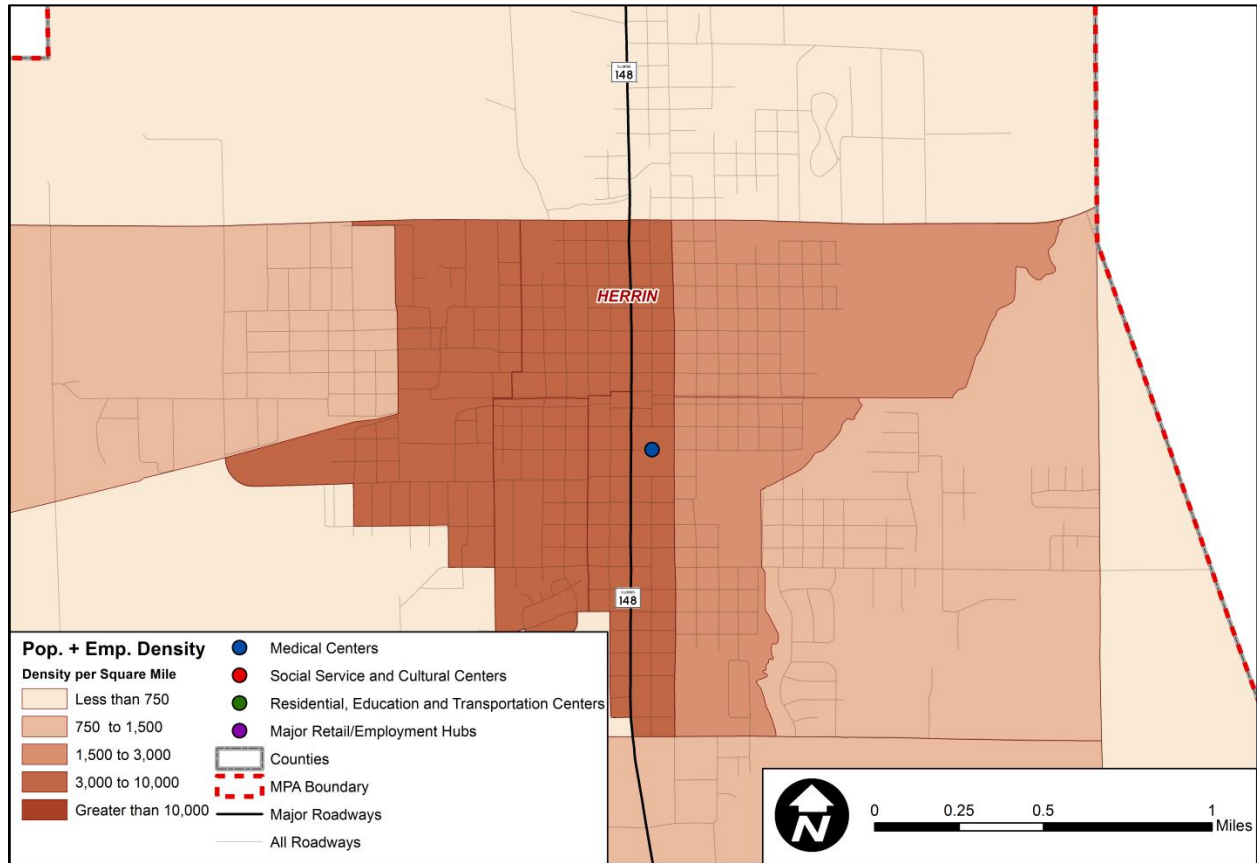 ILLINOIS
148
HERRIN
ILLINOIS
148
Pop. + Emp. Density
Density per Square Mile
Less than 750
750 to 1,500
1,500 to 3,000
3,000 to 10,000
Greater than 10,000
Medical Centers
Social Service and Cultural Centers
Residential, Education and Transportation Centers
Major Retail/Employment Hubs
Counties
MPA Boundary
Major Roadways
All Roadways
N
0 0.25 0.5 1
Miles